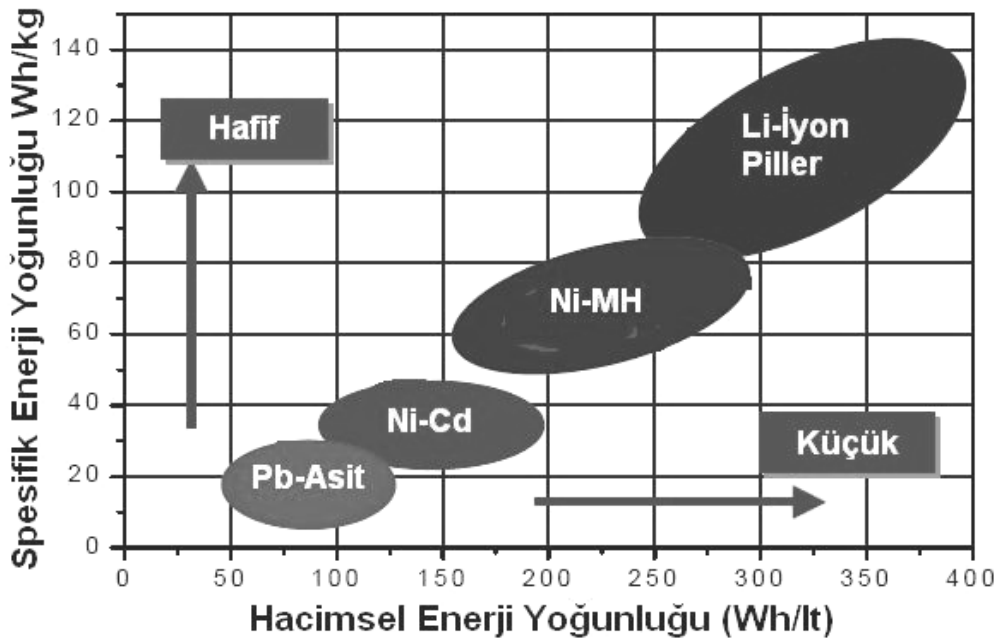 Spesifik Enerji Yoğunluğu Wh/kg
140
120
100
80
60
40
20
0
Hafif
Li-İyon
Piller
Ni-MH
Ni-Cd
Pb-Asit
Küçük
0 50 100 150 200 250 300 350 400
Hacimsel Enerji Yoğunluğu (Wh/lt)